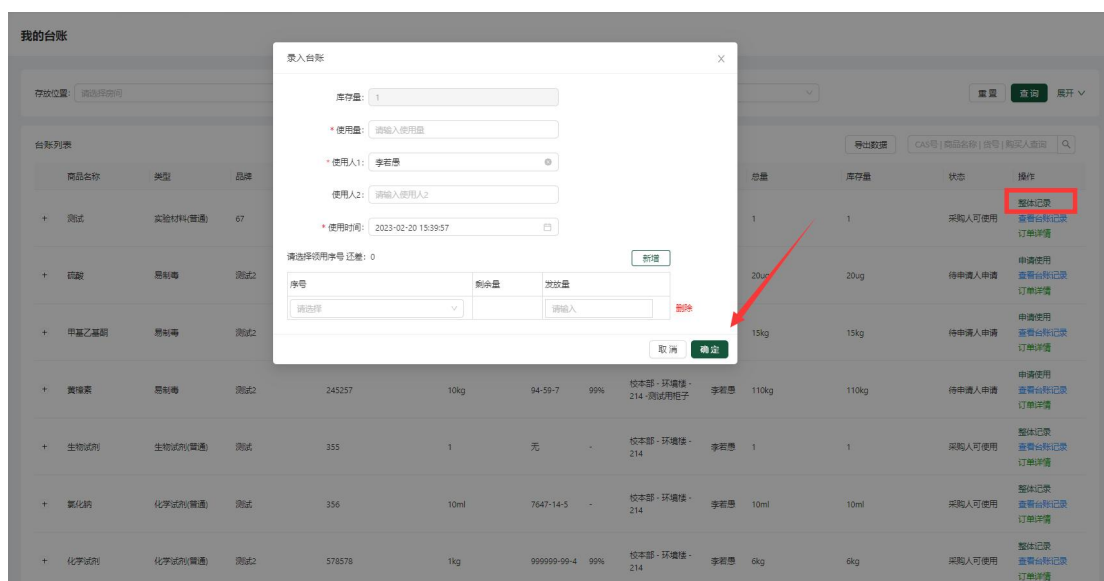 我的台账
录入台账 X
存放位置: 请选择房间 重置 查询 展开
库存量: 1
* 使用量: 请输入使用量
台账列表 导出数据 CAS号 | 商品名称 | 货号 | 购买人查询
* 使用人1: 李若愚
商品名称 类型 品牌 总量 库存量 状态 操作
使用人2: 请输入使用人2
整体记录
+ 测试 实验材料(普通) 67 1 1 采购人可使用 查看台账记录
* 使用时间: 2023-02-20 15:39:57
订单详情
请选择领用序号 还差: 0 新增
申请使用
序号 剩余量 发放量
+ 硫酸 易制毒 测试2 20ug 20ug 待申请人申请 查看台账记录
订单详情
请选择 请输入 删除
申请使用
+ 甲基乙基酮 易制毒 测试2 15kg 15kg 待申请人申请 查看台账记录
订单详情
取消 确定
申请使用
+ 黄樟素 易制毒 测试2 245257 10kg 94-59-7 99% 校本部 - 环境楼 - 214 -测试用柜子 李若愚 110kg 110kg 待申请人申请 查看台账记录
订单详情
整体记录
+ 生物试剂 生物试剂(普通) 测试 355 1 无 - 校本部 - 环境楼 - 214 李若愚 1 1 采购人可使用 查看台账记录
订单详情
整体记录
+ 氯化钠 化学试剂(普通) 测试 356 10ml 7647-14-5 - 校本部 - 环境楼 - 214 李若愚 10ml 10ml 采购人可使用 查看台账记录
订单详情
整体记录
+ 化学试剂 化学试剂(普通) 测试2 578578 1kg 999999-99-4 99% 校本部 - 环境楼 - 214 李若愚 6kg 6kg 采购人可使用 查看台账记录
订单详情